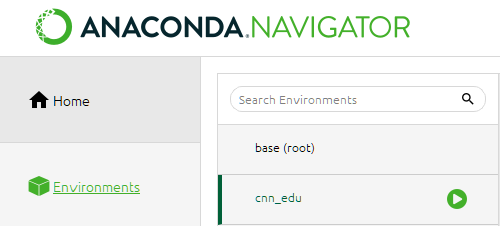 ANACONDA.NAVIGATOR
Home
Search Environments
base (root)
Environments
cnn_edu